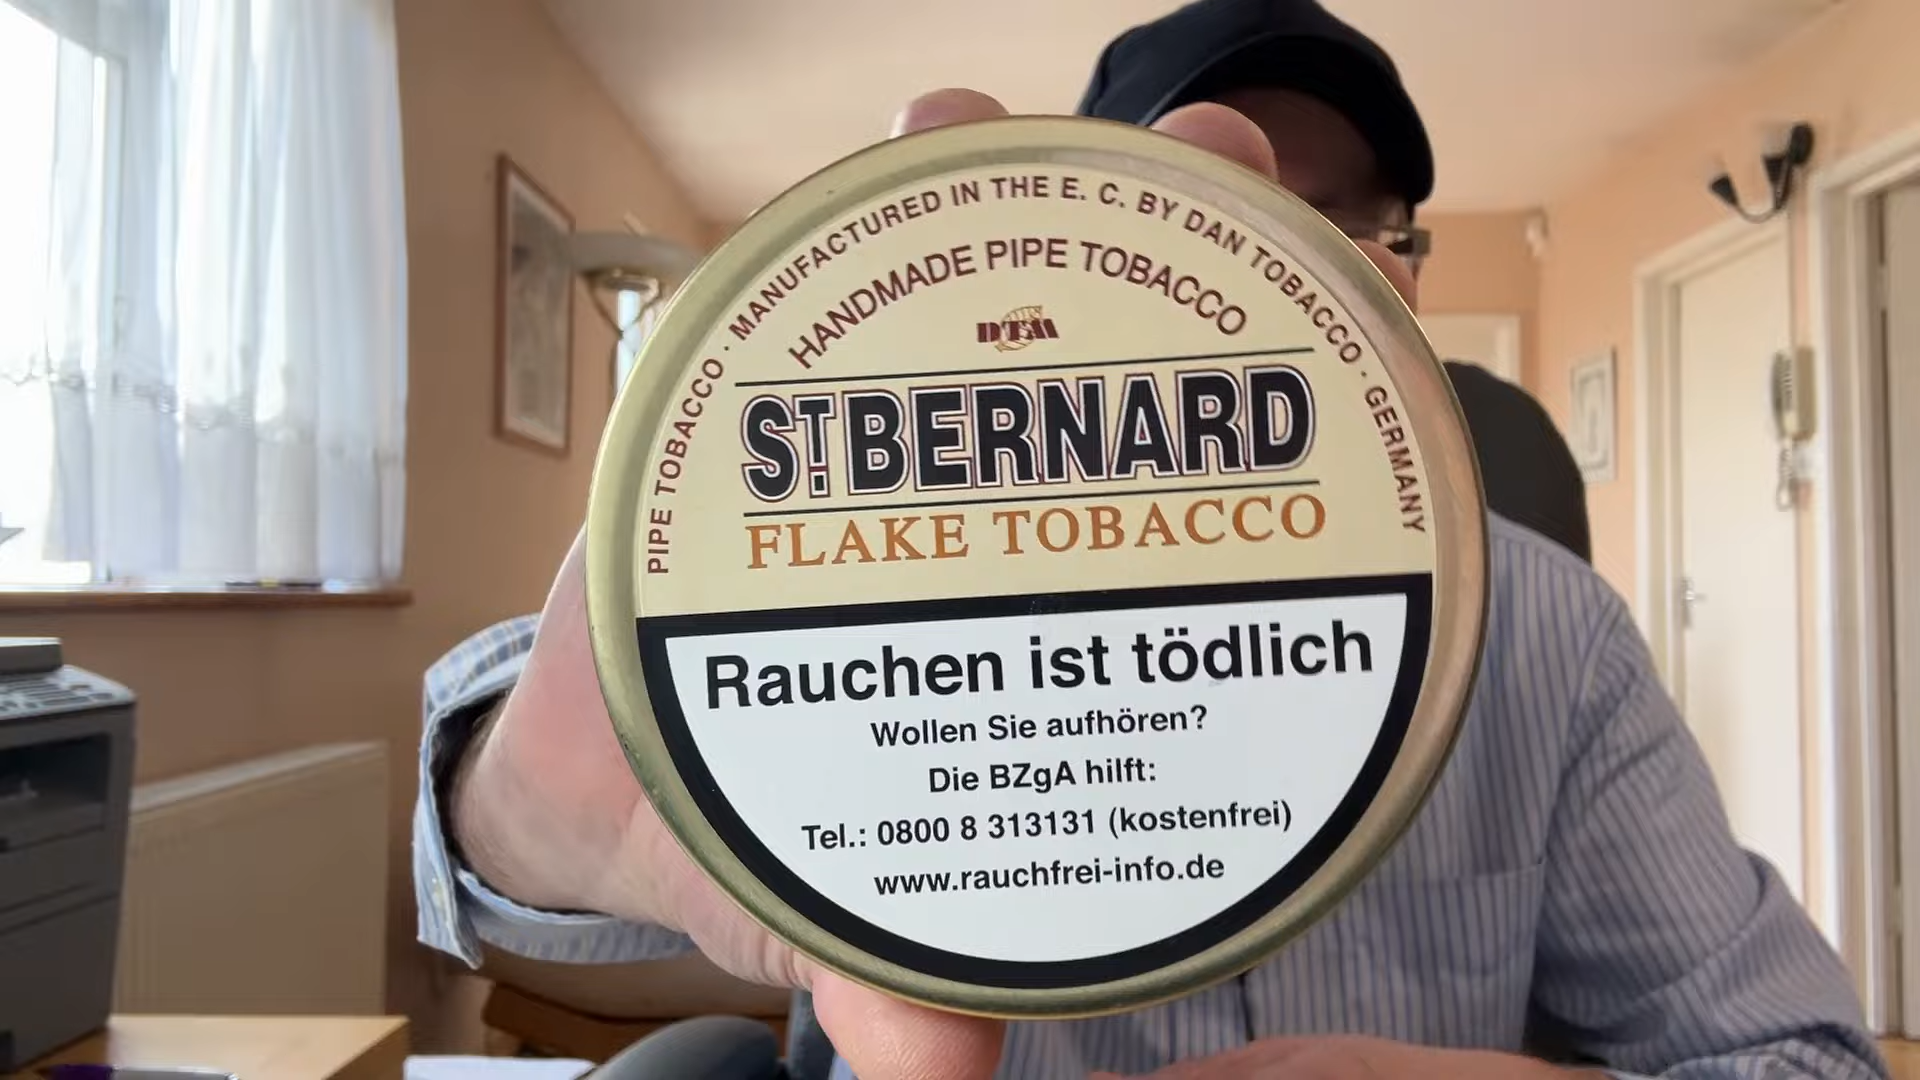 PIPE TOBACCO · MANUFACTURED IN THE E. C. BY DAN TOBACCO · GERMANY
HANDMADE PIPE TOBACCO
DTM
ST. BERNARD
FLAKE TOBACCO
Rauchen ist tödlich
Wollen Sie aufhören?
Die BZgA hilft:
Tel.: 0800 8 313131 (kostenfrei)
www.rauchfrei-info.de